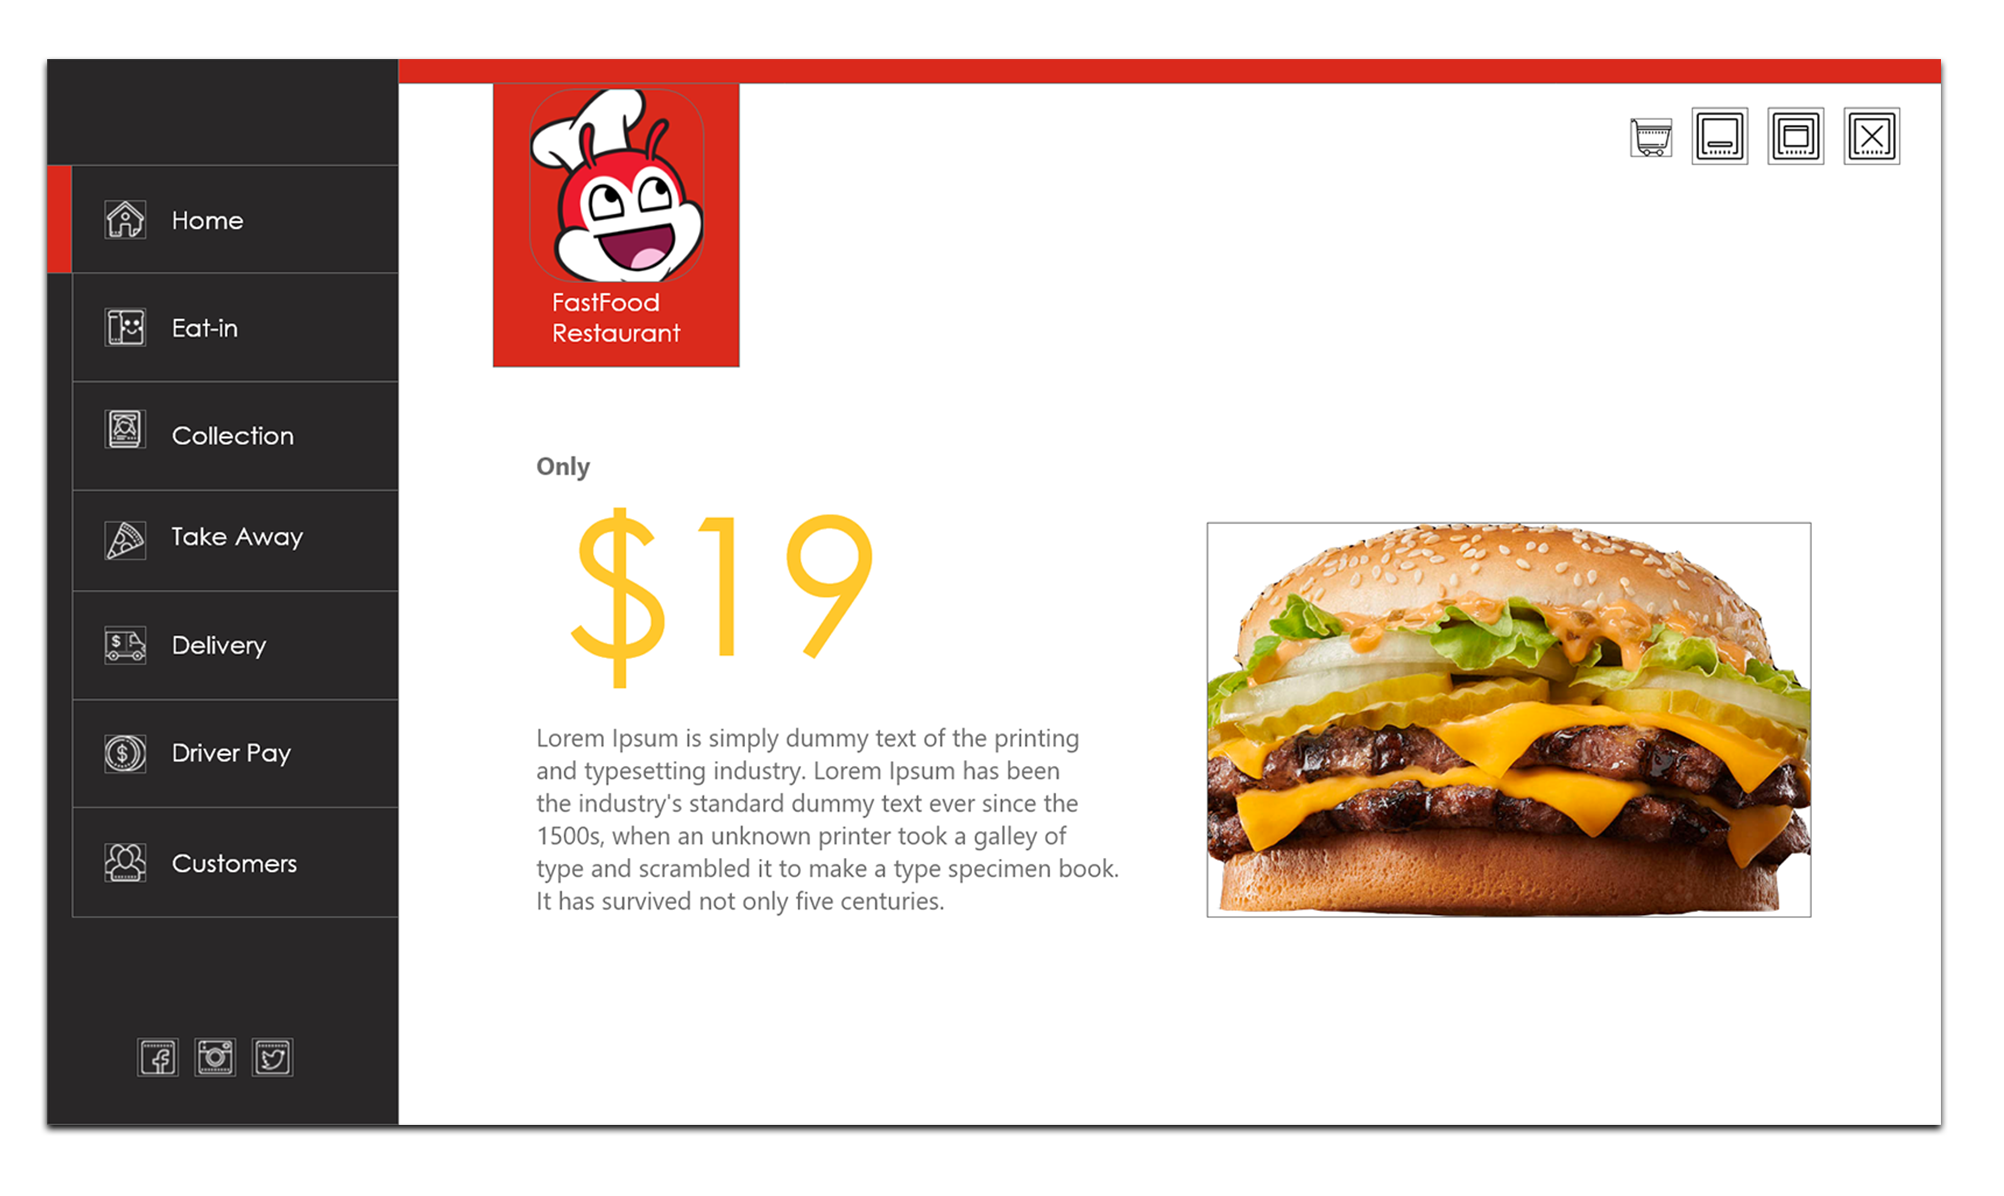 Home
Eat-in
Collection
Take Away
Delivery
Driver Pay
Customers
FastFood
Restaurant
Only
$19
Lorem Ipsum is simply dummy text of the printing
and typesetting industry. Lorem Ipsum has been
the industry's standard dummy text ever since the
1500s, when an unknown printer took a galley of
type and scrambled it to make a type specimen book.
It has survived not only five centuries.